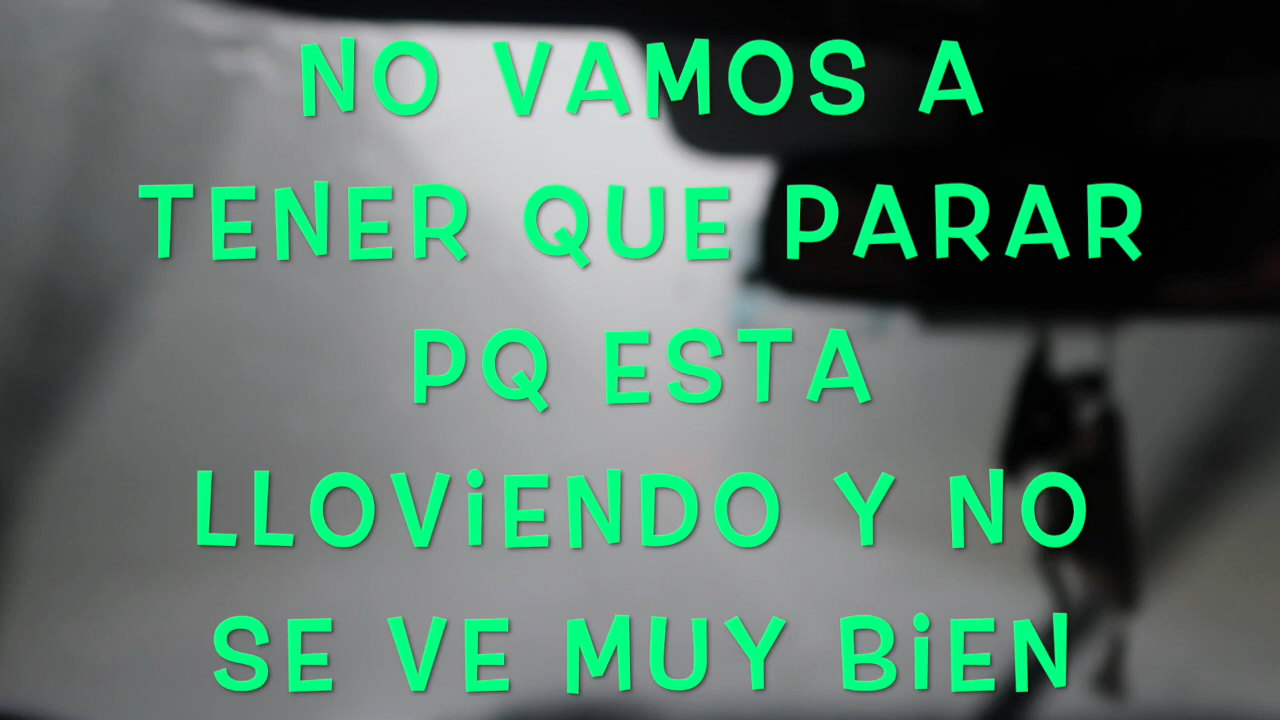 NO VAMOS A
TENER QUE PARAR
PQ ESTA
LLOViENDO Y NO
SE VE MUY BiEN